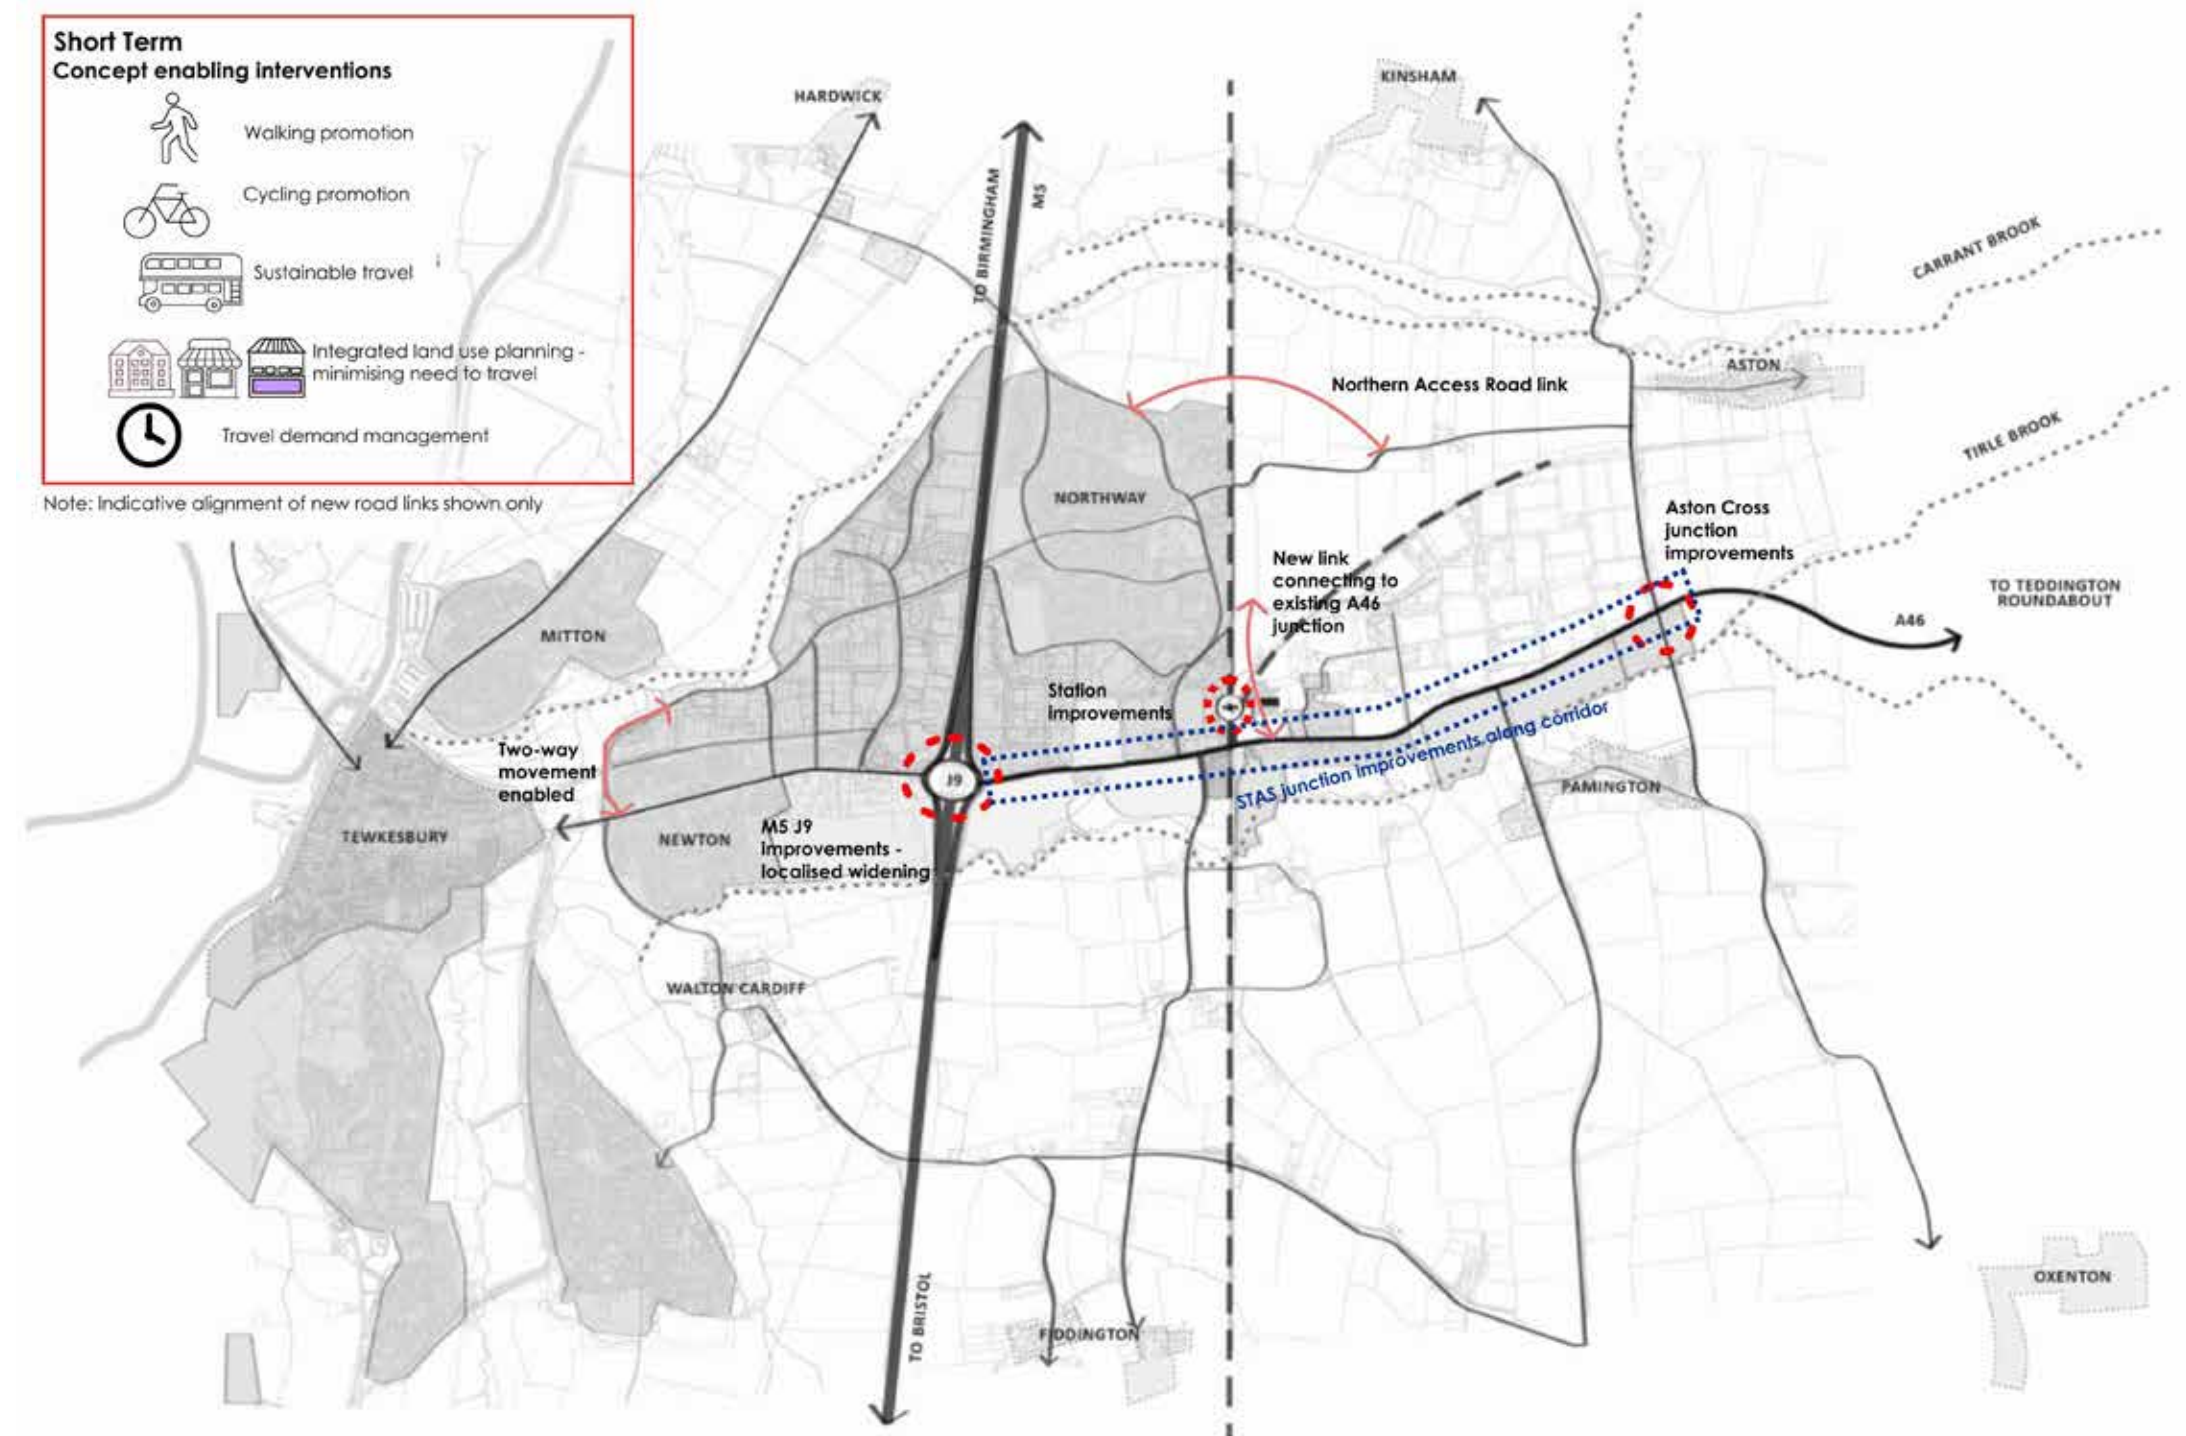 Short Term
Concept enabling interventions
Walking promotion
Cycling promotion
Sustainable travel
Integrated land use planning -
minimising need to travel
Travel demand management
Note: Indicative alignment of new road links shown only
HARDWICK
KINSHAM
TO BIRMINGHAM
M5
CARRANT BROOK
ASTON
Northern Access Road link
TIRLE BROOK
NORTHWAY
Aston Cross
junction
improvements
New link
connecting to
existing A46
junction
TO TEDDINGTON
ROUNDABOUT
A46
MITTON
Station
improvements
Two-way
movement
enabled
J9
STAS junction improvements along corridor
PAMINGTON
TEWKESBURY
NEWTON
M5 J9
improvements -
localised widening
WALTON CARDIFF
TO BRISTOL
FIDDINGTON
OXENTON